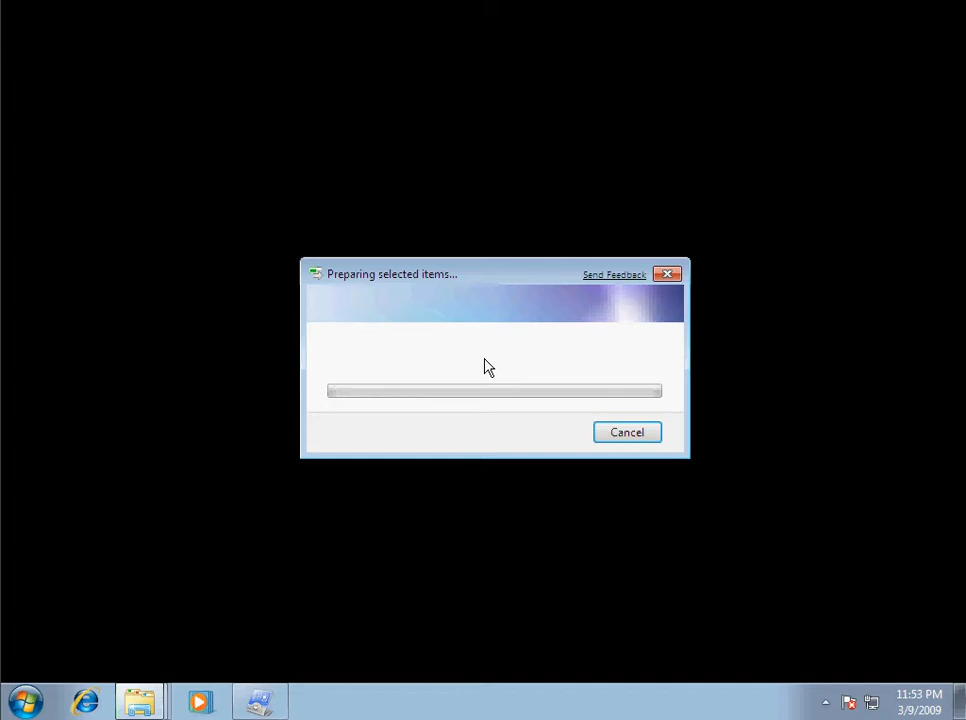 Preparing selected items...
Send Feedback
Cancel
11:53 PM
3/9/2009